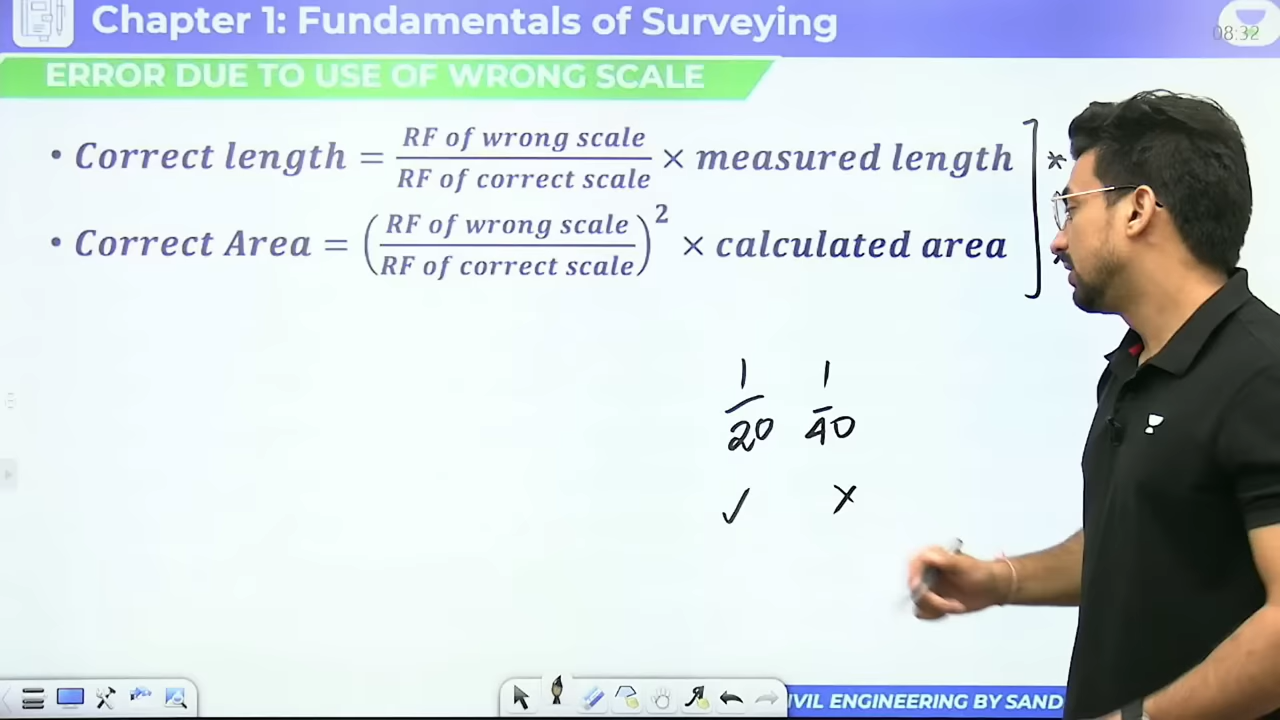 Chapter 1: Fundamentals of Surveying
08:32
ERROR DUE TO USE OF WRONG SCALE
• Correct length = RF of wrong scale / RF of correct scale × measured length
• Correct Area = (RF of wrong scale / RF of correct scale)² × calculated area
1/20 1/40
✓ ×
IVIL ENGINEERING BY SAND